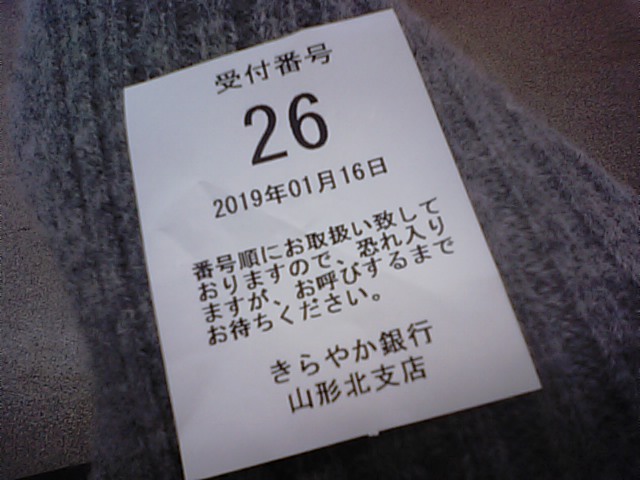 受付番号
26
2019年01月16日
番号順にお取扱い致して
おりますので、恐れ入り
ますが、お呼びするまで
お待ちください。
きらやか銀行
山形北支店